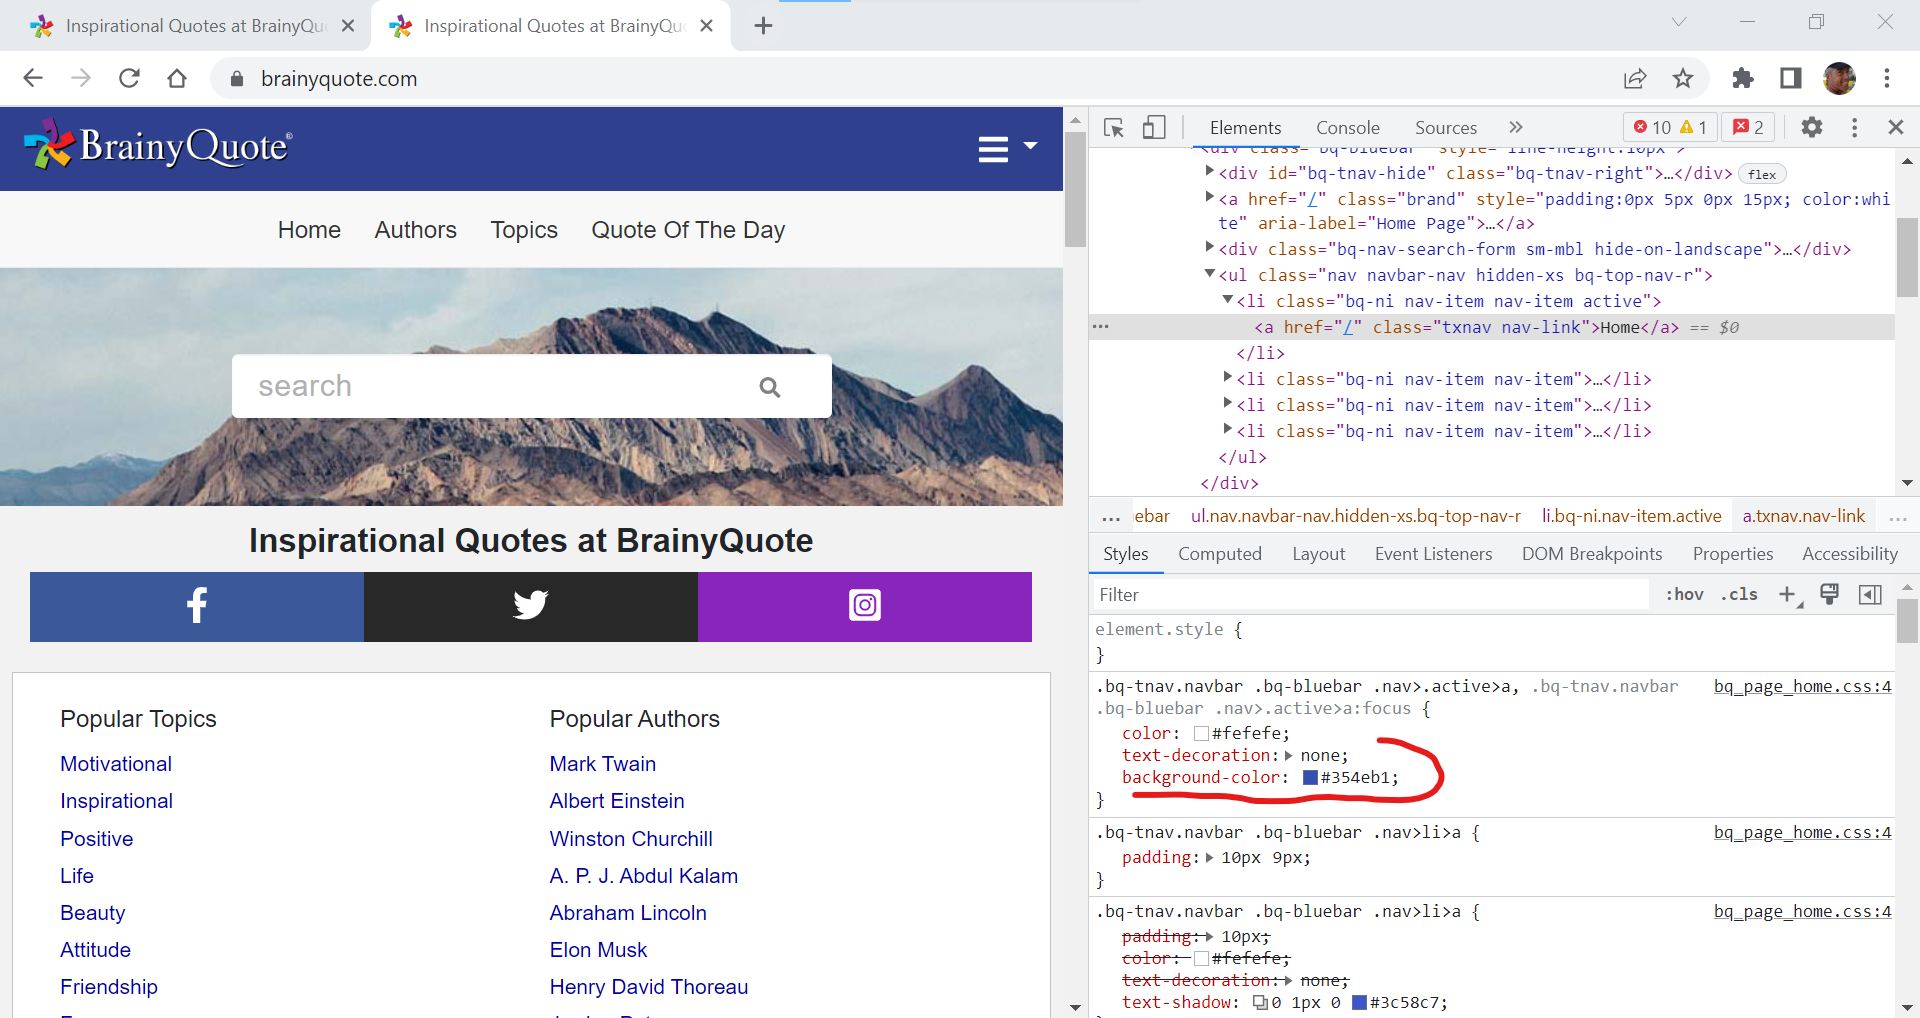 Inspirational Quotes at BrainyQu
Inspirational Quotes at BrainyQu
brainyquote.com
BrainyQuote®
Home Authors Topics Quote Of The Day
search
Inspirational Quotes at BrainyQuote
Popular Topics
Motivational
Inspirational
Positive
Life
Beauty
Attitude
Friendship
Popular Authors
Mark Twain
Albert Einstein
Winston Churchill
A. P. J. Abdul Kalam
Abraham Lincoln
Elon Musk
Henry David Thoreau
Elements Console Sources » 10 1 2
<div class="bq-bluebar" style="line-height:10px">
<div id="bq-tnav-hide" class="bq-tnav-right">…</div> flex
<a href="/" class="brand" style="padding:0px 5px 0px 15px; color:whi
te" aria-label="Home Page">…</a>
<div class="bq-nav-search-form sm-mbl hide-on-landscape">…</div>
<ul class="nav navbar-nav hidden-xs bq-top-nav-r">
<li class="bq-ni nav-item nav-item active">
<a href="/" class="txnav nav-link">Home</a> == $0
</li>
<li class="bq-ni nav-item nav-item">…</li>
<li class="bq-ni nav-item nav-item">…</li>
<li class="bq-ni nav-item nav-item">…</li>
</ul>
</div>
... uebar ul.nav.navbar-nav.hidden-xs.bq-top-nav-r li.bq-ni.nav-item.active a.txnav.nav-link ...
Styles Computed Layout Event Listeners DOM Breakpoints Properties Accessibility
Filter :hov .cls +
element.style {
}
.bq-tnav.navbar .bq-bluebar .nav>.active>a, .bq-tnav.navbar bq_page_home.css:4
.bq-bluebar .nav>.active>a:focus {
color: #fefefe;
text-decoration: none;
background-color: #354eb1;
}
.bq-tnav.navbar .bq-bluebar .nav>li>a { bq_page_home.css:4
padding: 10px 9px;
}
.bq-tnav.navbar .bq-bluebar .nav>li>a { bq_page_home.css:4
padding: 10px;
color: #fefefe;
text-decoration: none;
text-shadow: 0 1px 0 #3c58c7;